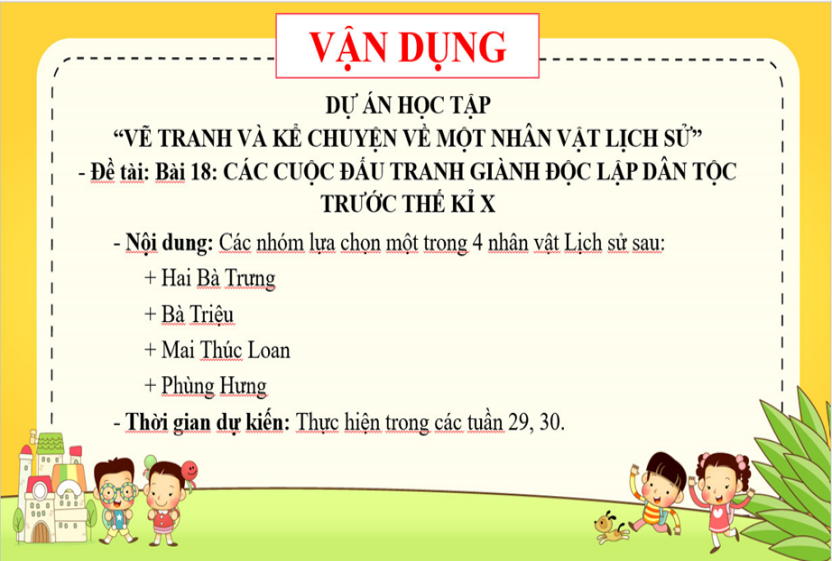 VẬN DỤNG
DỰ ÁN HỌC TẬP
“VẼ TRANH VÀ KỂ CHUYỆN VỀ MỘT NHÂN VẬT LỊCH SỬ”
- Đề tài: Bài 18: CÁC CUỘC ĐẤU TRANH GIÀNH ĐỘC LẬP DÂN TỘC
TRƯỚC THẾ KỈ X
- Nội dung: Các nhóm lựa chọn một trong 4 nhân vật Lịch sử sau:
+ Hai Bà Trưng
+ Bà Triệu
+ Mai Thúc Loan
+ Phùng Hưng
- Thời gian dự kiến: Thực hiện trong các tuần 29, 30.